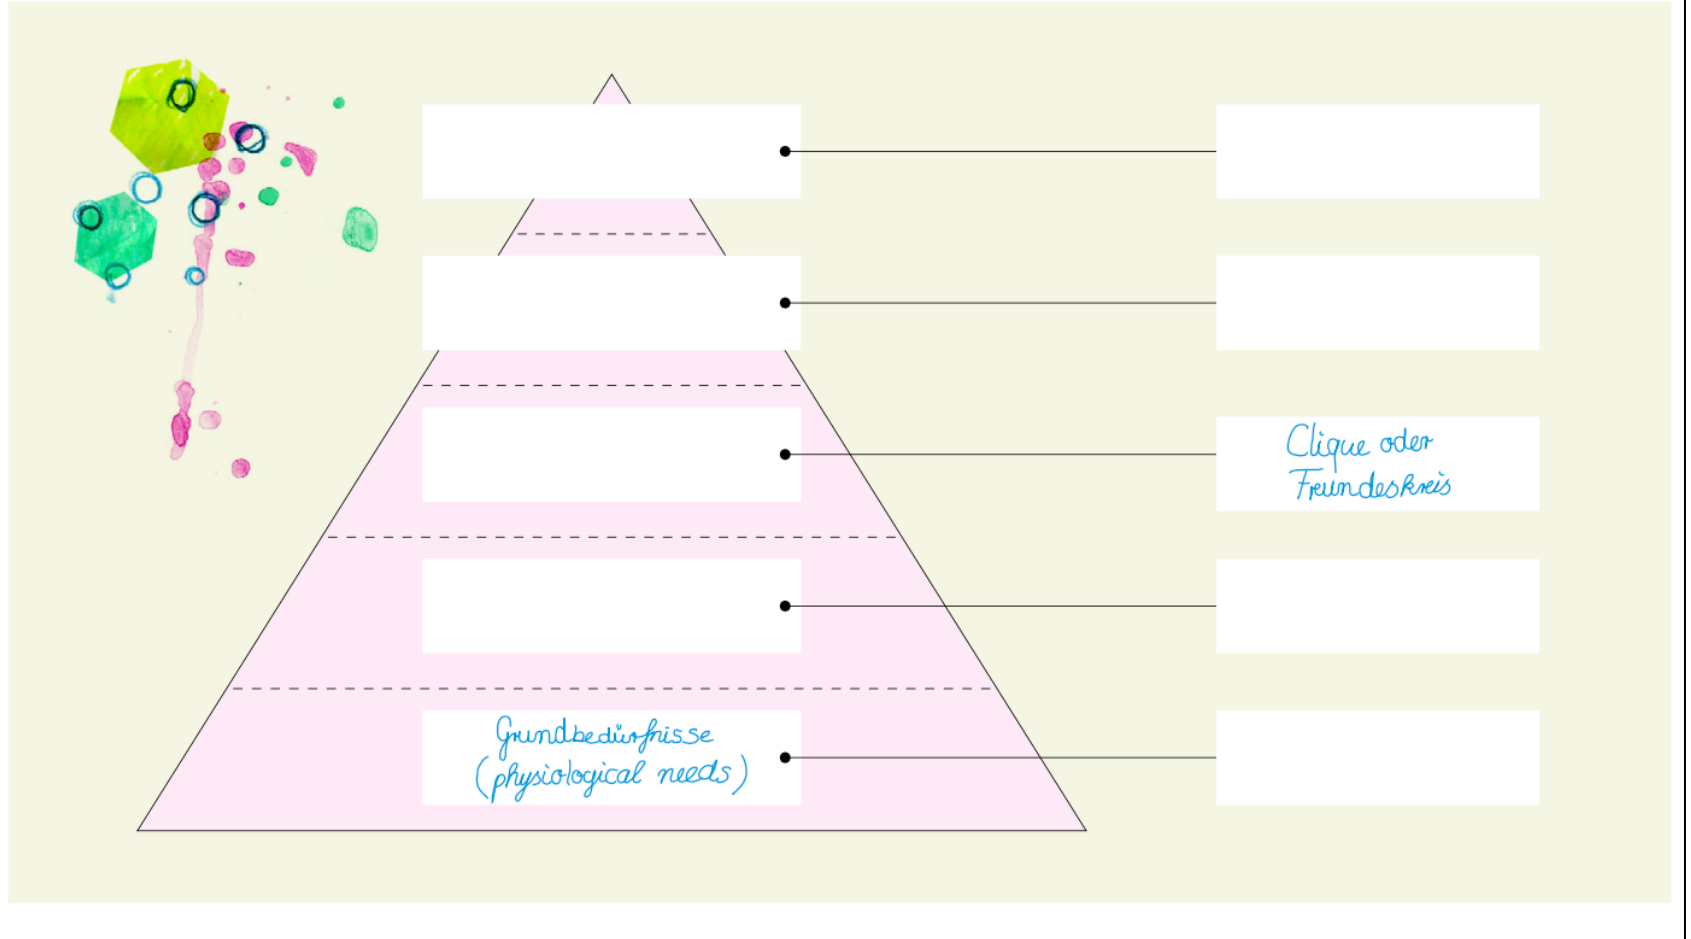 Clique oder
Freundeskreis
Grundbedürfnisse
(physiological needs)